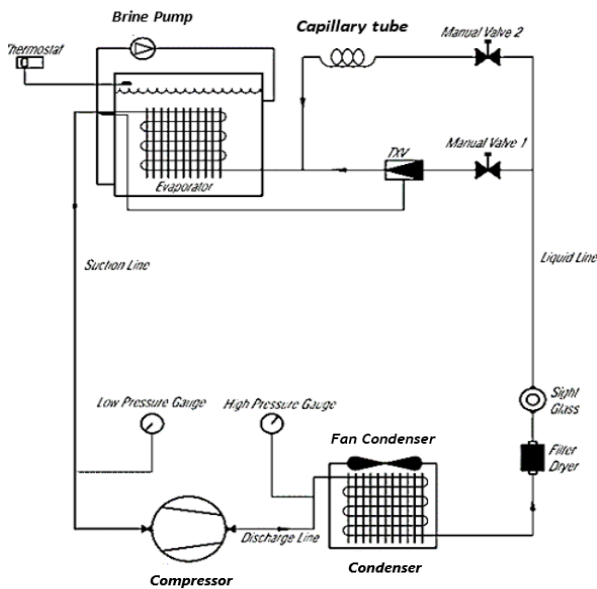 Brine Pump
Capillary tube
Manual Valve 2
Thermostat
TXV
Manual Valve 1
Evaporator
Suction Line
Liquid Line
Low Pressure Gauge
High Pressure Gauge
Sight
Glass
Fan Condenser
Filter
Dryer
Discharge Line
Condenser
Compressor